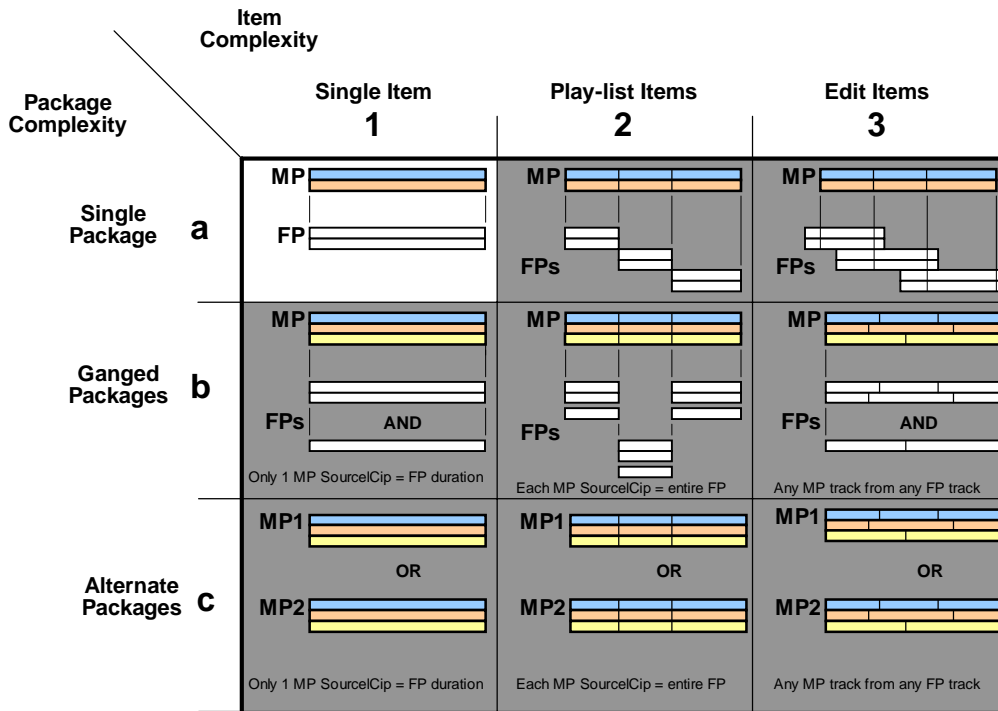 Item
Complexity
Package
Complexity
Single Item
1
Play-list Items
2
Edit Items
3
Single
Package
a
MP
FP
MP
FPs
MP
FPs
Ganged
Packages
b
MP
FPs
AND
Only 1 MP SourcelCip = FP duration
MP
FPs
Each MP SourcelCip = entire FP
MP
FPs
AND
Any MP track from any FP track
Alternate
Packages
c
MP1
OR
MP2
Only 1 MP SourcelCip = FP duration
MP1
OR
MP2
Each MP SourcelCip = entire FP
MP1
OR
MP2
Any MP track from any FP track